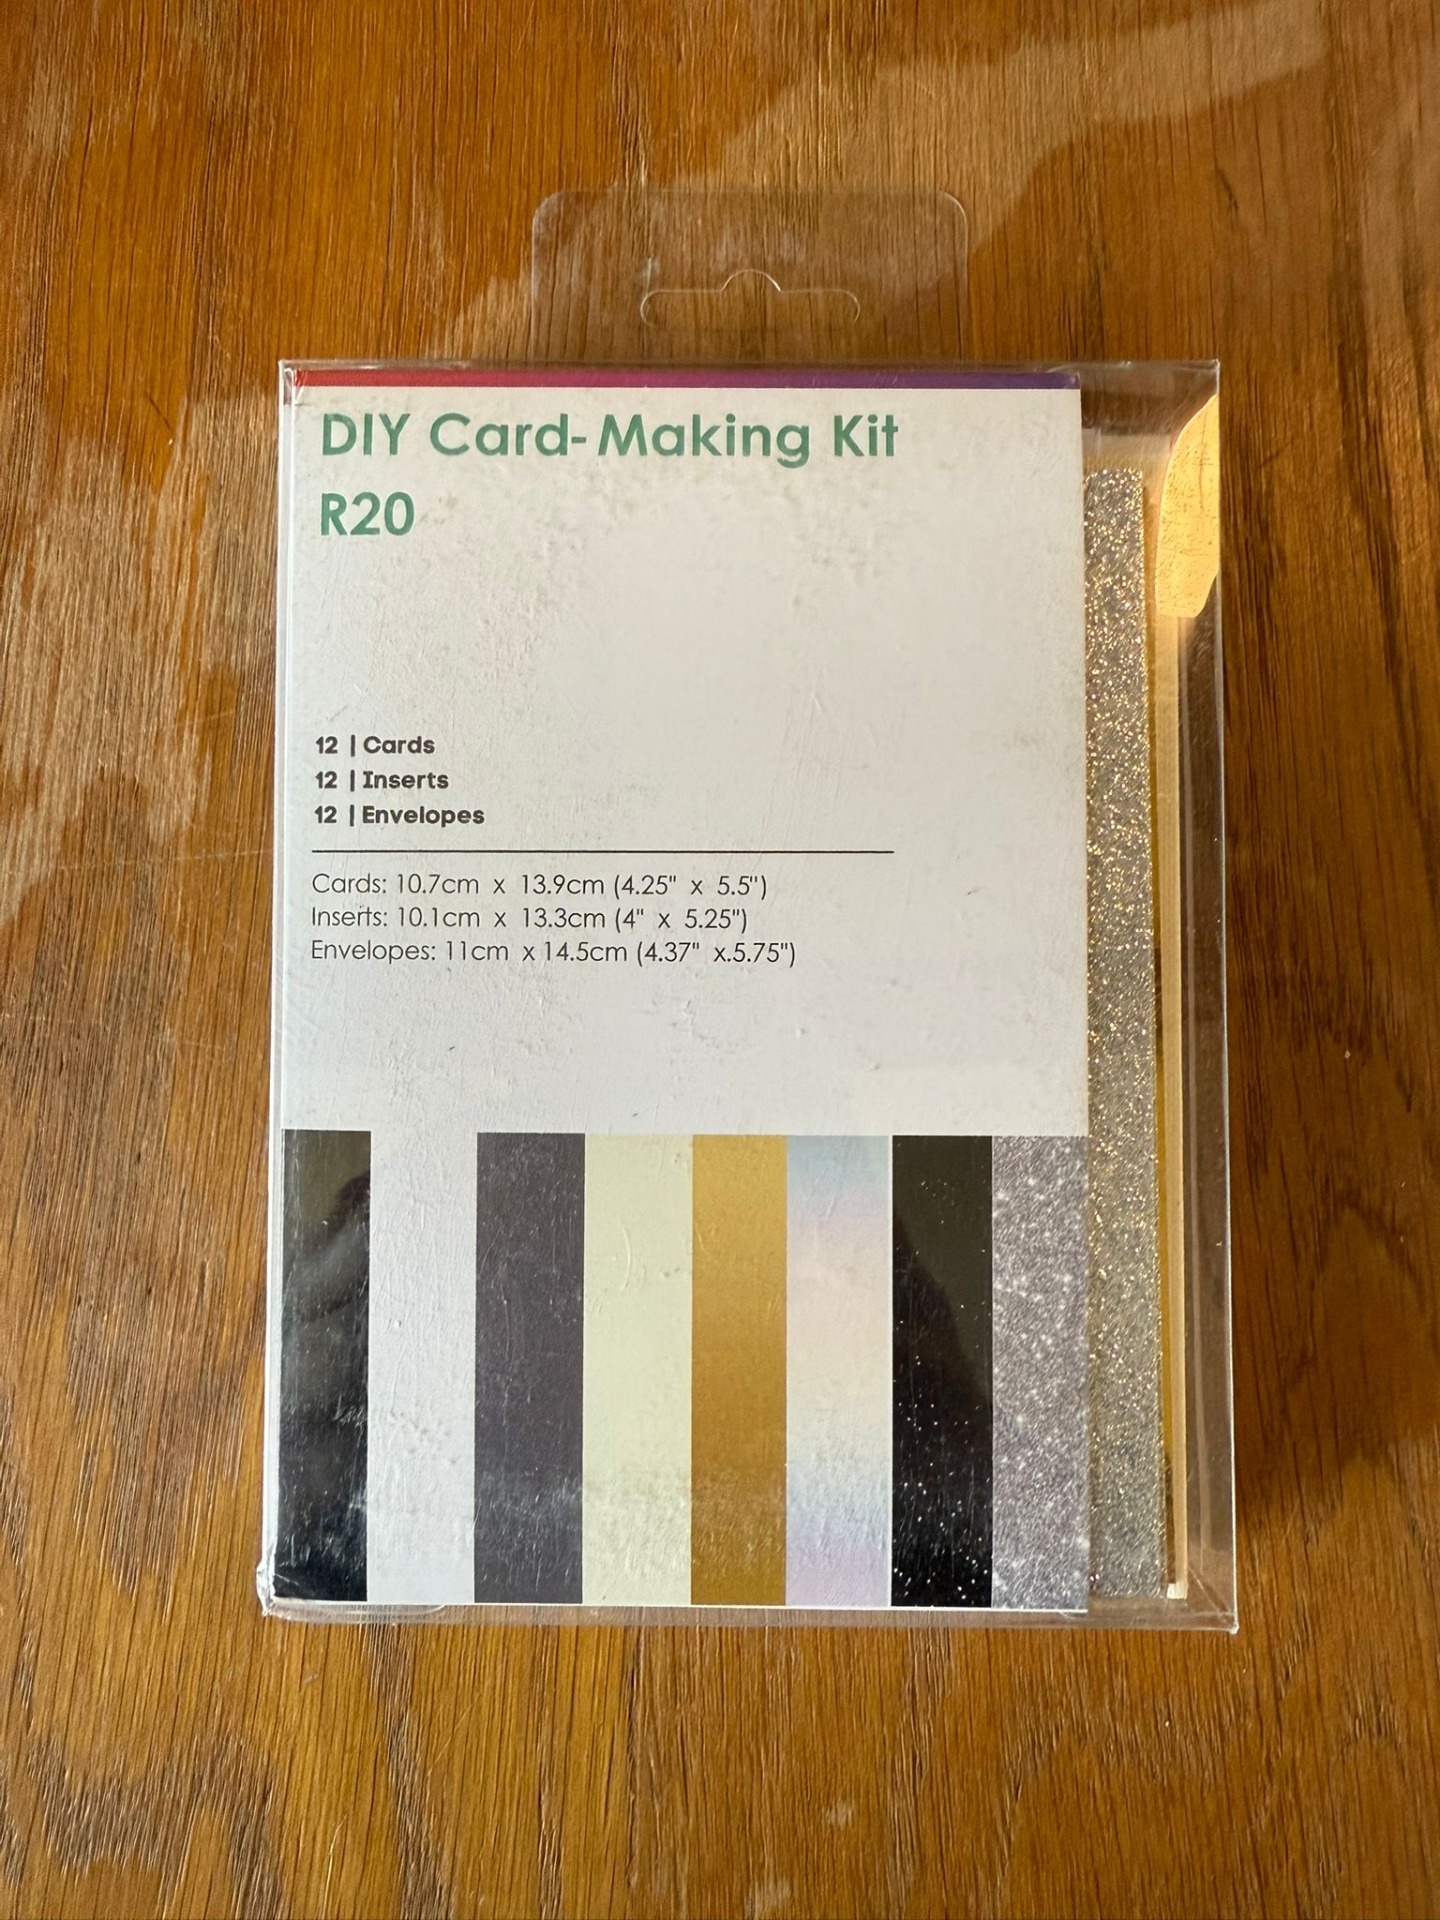 DIY Card-Making Kit
R20
12 | Cards
12 | Inserts
12 | Envelopes
Cards: 10.7cm x 13.9cm (4.25" x 5.5")
Inserts: 10.1cm x 13.3cm (4" x 5.25")
Envelopes: 11cm x 14.5cm (4.37" x.5.75")